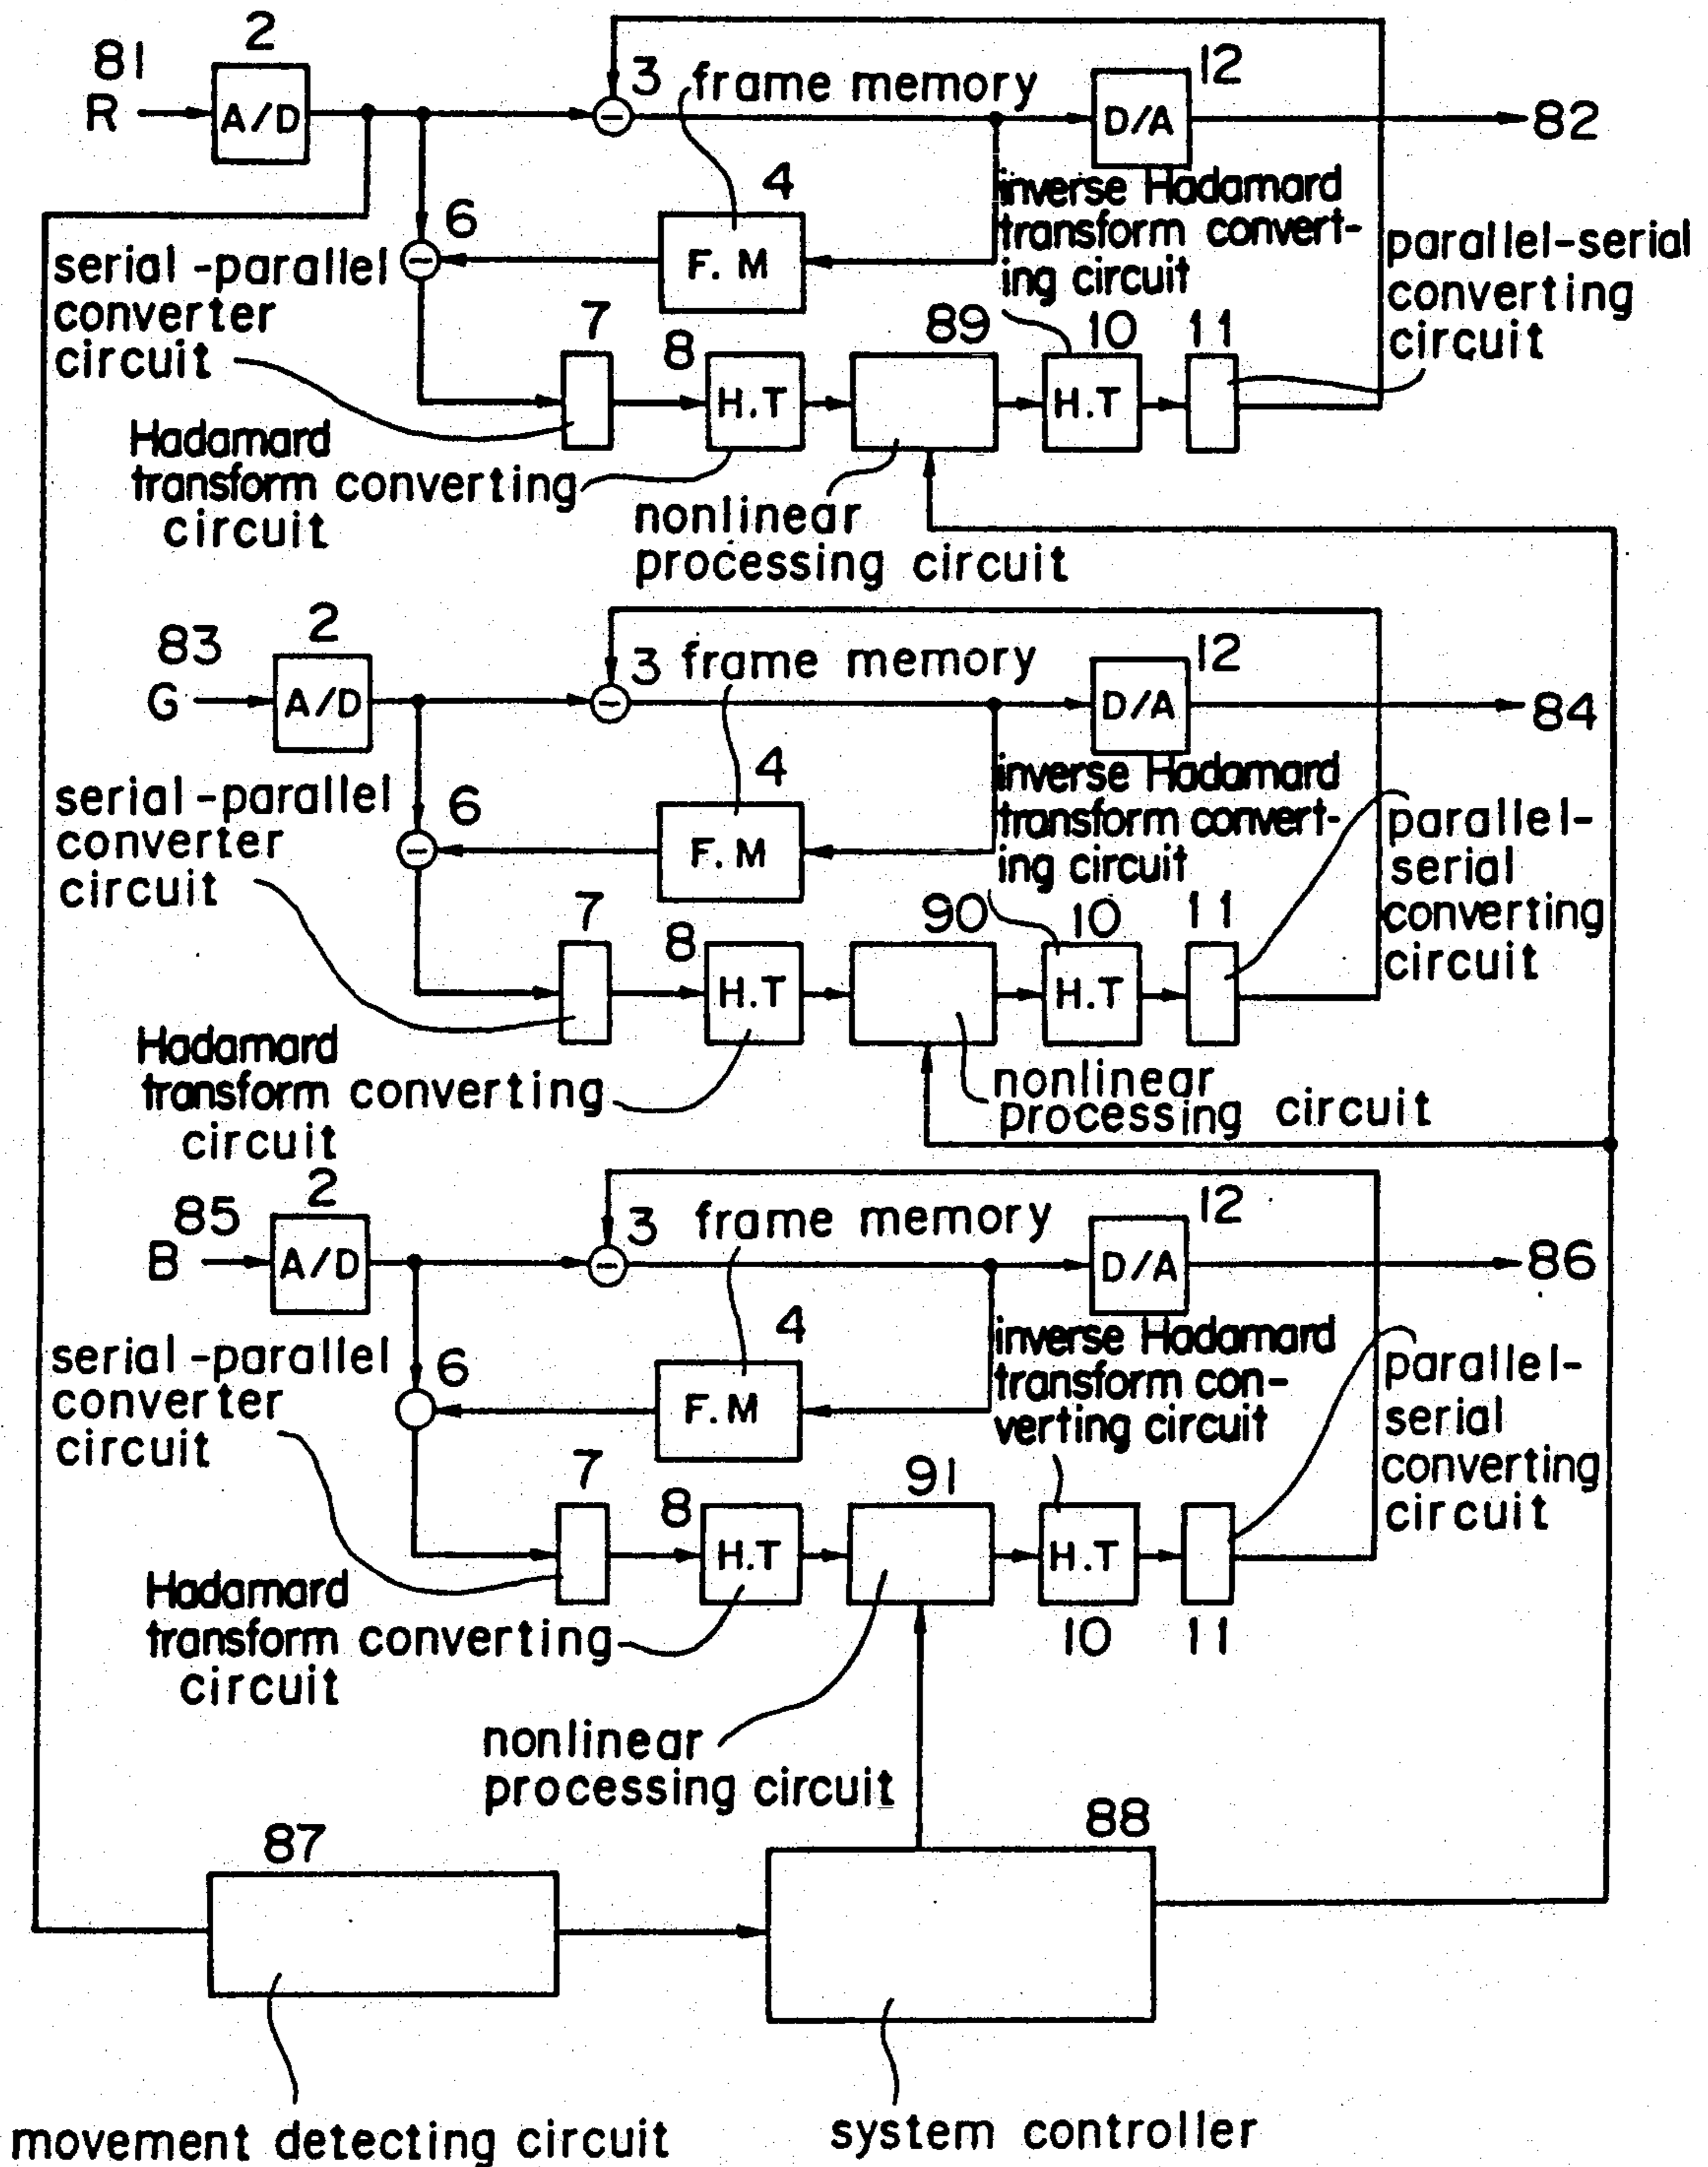 2
81
12
3 frame memory
R
A/D
−
D/A
82
4
inverse Hadamard
transform convert-
ing circuit
6
−
F. M
parallel-serial
converting
circuit
serial-parallel
converter
circuit
7
8
89
10
11
H.T
H.T
Hadamard
transform converting
circuit
nonlinear
processing circuit
2
83
12
3 frame memory
G
A/D
−
D/A
84
4
inverse Hadamard
transform convert-
ing circuit
serial-parallel
converter
circuit
6
−
F. M
parallel-
serial
converting
circuit
7
8
90
10
11
H.T
H.T
Hadamard
transform converting
circuit
nonlinear
processing circuit
2
85
12
3 frame memory
B
A/D
−
D/A
86
4
inverse Hadamard
transform con-
verting circuit
serial-parallel
converter
circuit
6
F. M
parallel-
serial
converting
circuit
7
8
91
H.T
H.T
10
11
Hadamard
transform converting
circuit
nonlinear
processing circuit
87
88
movement detecting circuit
system controller